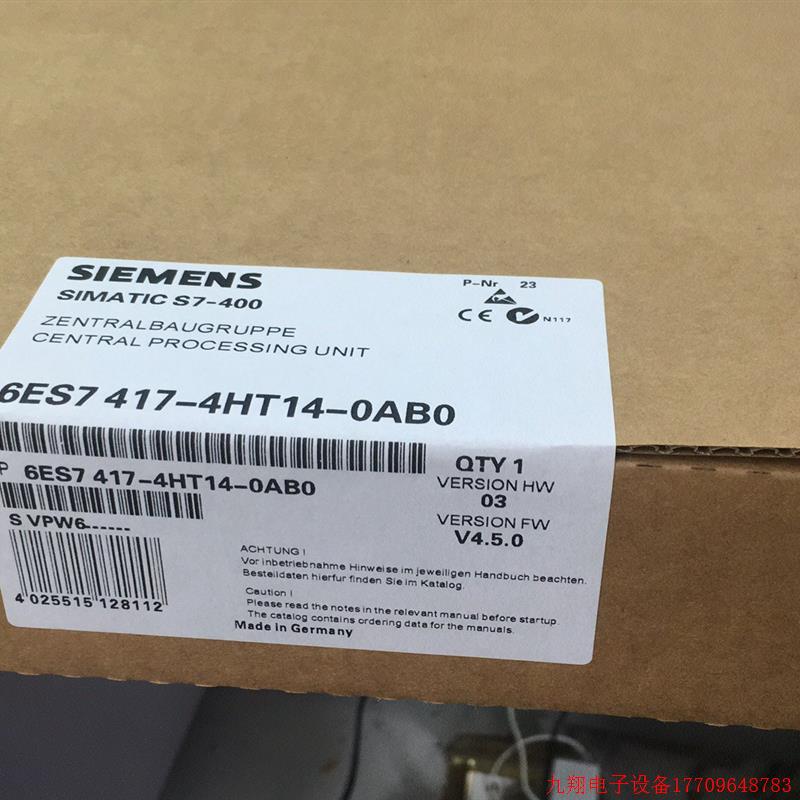 SIEMENS
SIMATIC S7-400
ZENTRALBAUGRUPPE
CENTRAL PROCESSING UNIT
P-Nr. 23
CE N117
6ES7 417-4HT14-0AB0
P 6ES7 417-4HT14-0AB0
S VPW6------
4 025515 128112
QTY 1
VERSION HW
03
VERSION FW
V4.5.0
ACHTUNG !
Vor inbetriebnahme Hinweise im jeweiligen Handbuch beachten.
Besteildaten hierfur finden Sie im Katalog.
Caution !
Please read the notes in the relevant manual before startup.
The catalog contains ordering data for the manuals.
Made in Germany
九翔电子设备17709648783